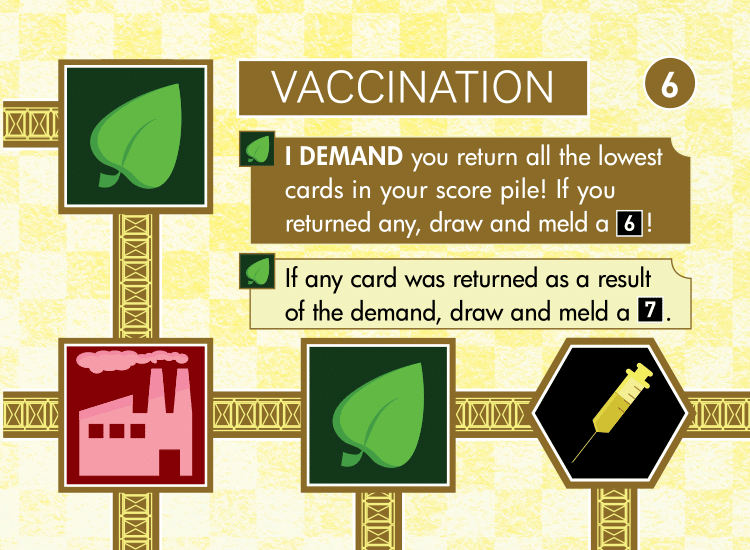 VACCINATION 6
I DEMAND you return all the lowest
cards in your score pile! If you
returned any, draw and meld a 6!
If any card was returned as a result
of the demand, draw and meld a 7.